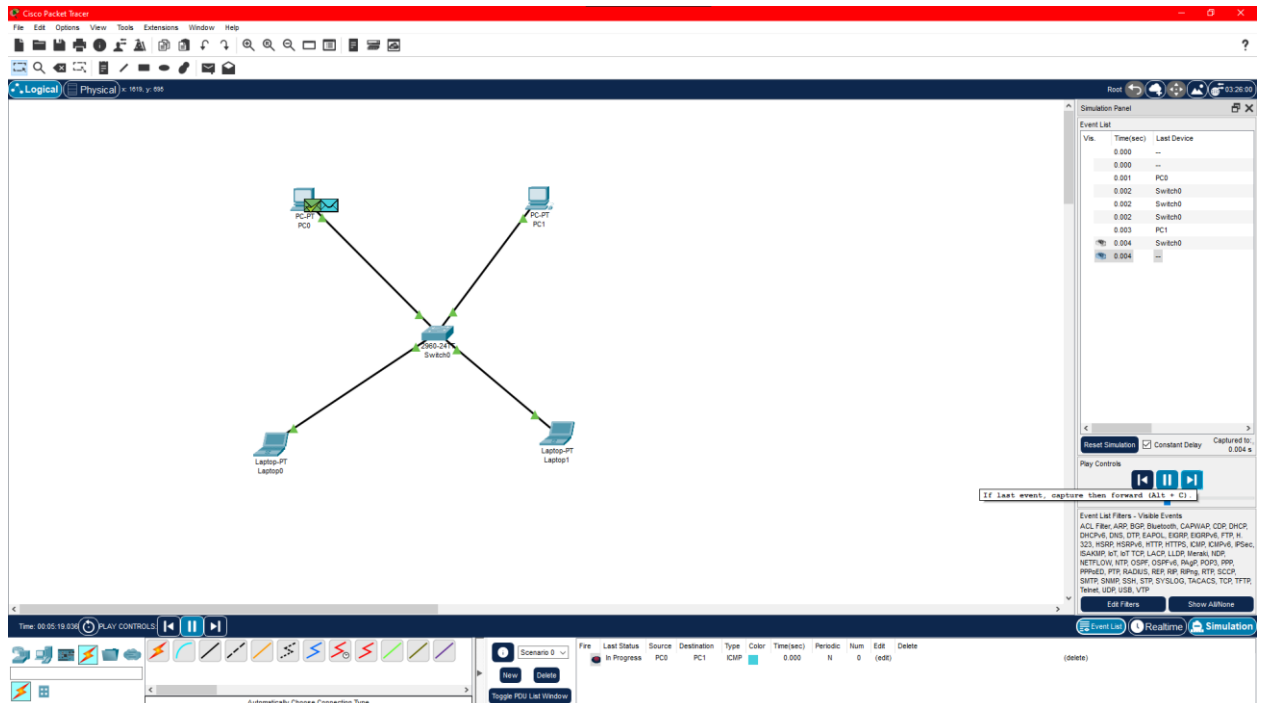 Cisco Packet Tracer
File Edit Options View Tools Extensions Window Help
?
Logical Physical x: 1619, y: 695 Root 03:26:00
Simulation Panel
Event List
Vis. Time(sec) Last Device
0.000 --
0.000 --
0.001 PC0
0.002 Switch0
0.002 Switch0
0.002 Switch0
0.003 PC1
0.004 Switch0
0.004 --
PC-PT
PC0
PC-PT
PC1
2960-24TT
Switch0
Laptop-PT
Laptop0
Laptop-PT
Laptop1
Reset Simulation Constant Delay Captured to:
0.004 s
Play Controls
If last event, capture then forward (Alt + C).
Event List Filters - Visible Events
ACL Filter, ARP, BGP, Bluetooth, CAPWAP, CDP, DHCP,
DHCPv6, DNS, DTP, EAPOL, EIGRP, EIGRPv6, FTP, H.
323, HSRP, HSRPv6, HTTP, HTTPS, ICMP, ICMPv6, IPSec,
ISAKMP, IoT, IoT TCP, LACP, LLDP, Meraki, NDP,
NETFLOW, NTP, OSPF, OSPFv6, PAgP, POP3, PPP,
PPPoED, PTP, RADIUS, REP, RIP, RIPng, RTP, SCCP,
SMTP, SNMP, SSH, STP, SYSLOG, TACACS, TCP, TFTP,
Telnet, UDP, USB, VTP
Edit Filters Show All/None
Time: 00:05:19.036 PLAY CONTROLS: Event List Realtime Simulation
Scenario 0
New Delete
Toggle PDU List Window
Fire Last Status Source Destination Type Color Time(sec) Periodic Num Edit Delete
In Progress PC0 PC1 ICMP 0.000 N 0 (edit) (delete)
Automatically Choose Connection Type